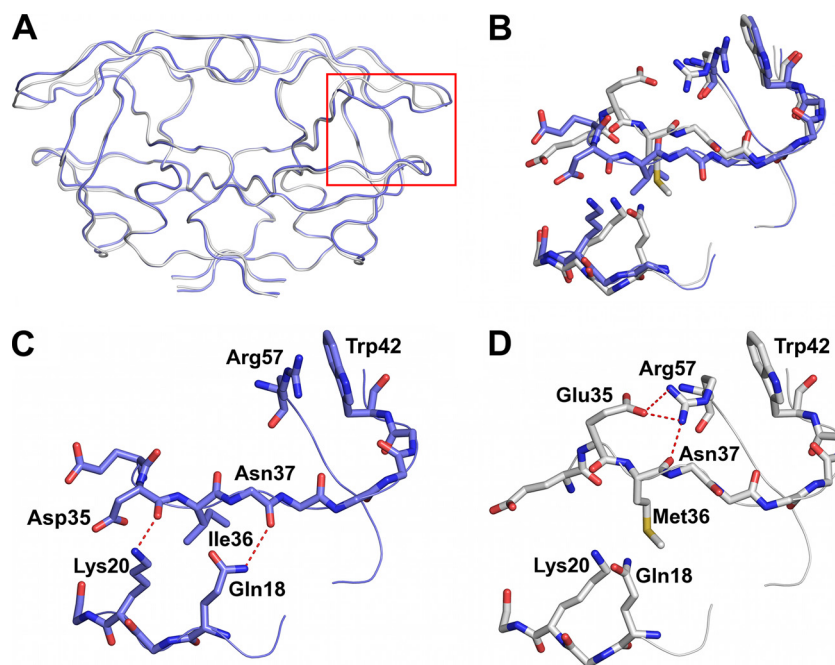 A
B
C
Arg57
Trp42
Asn37
Asp35
Ile36
Lys20
Gln18
D
Arg57
Trp42
Glu35
Asn37
Met36
Lys20
Gln18